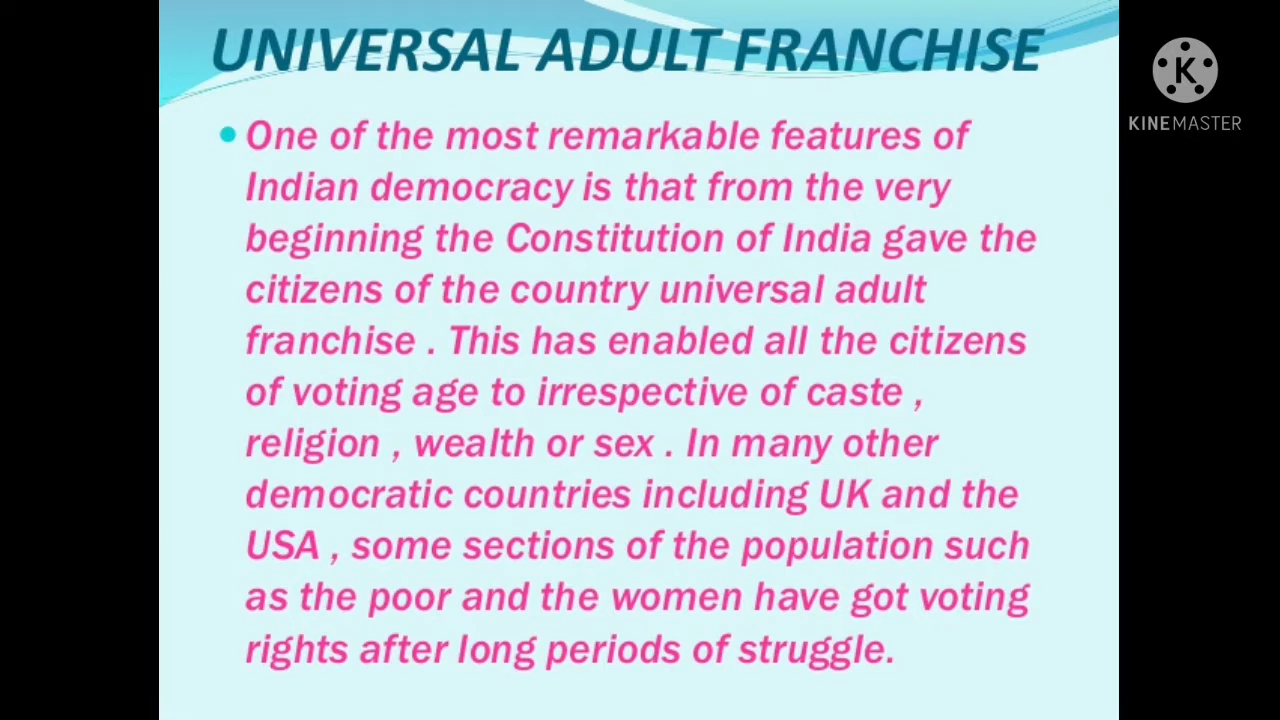 UNIVERSAL ADULT FRANCHISE
K
KINEMASTER
• One of the most remarkable features of
Indian democracy is that from the very
beginning the Constitution of India gave the
citizens of the country universal adult
franchise . This has enabled all the citizens
of voting age to irrespective of caste ,
religion , wealth or sex . In many other
democratic countries including UK and the
USA , some sections of the population such
as the poor and the women have got voting
rights after long periods of struggle.